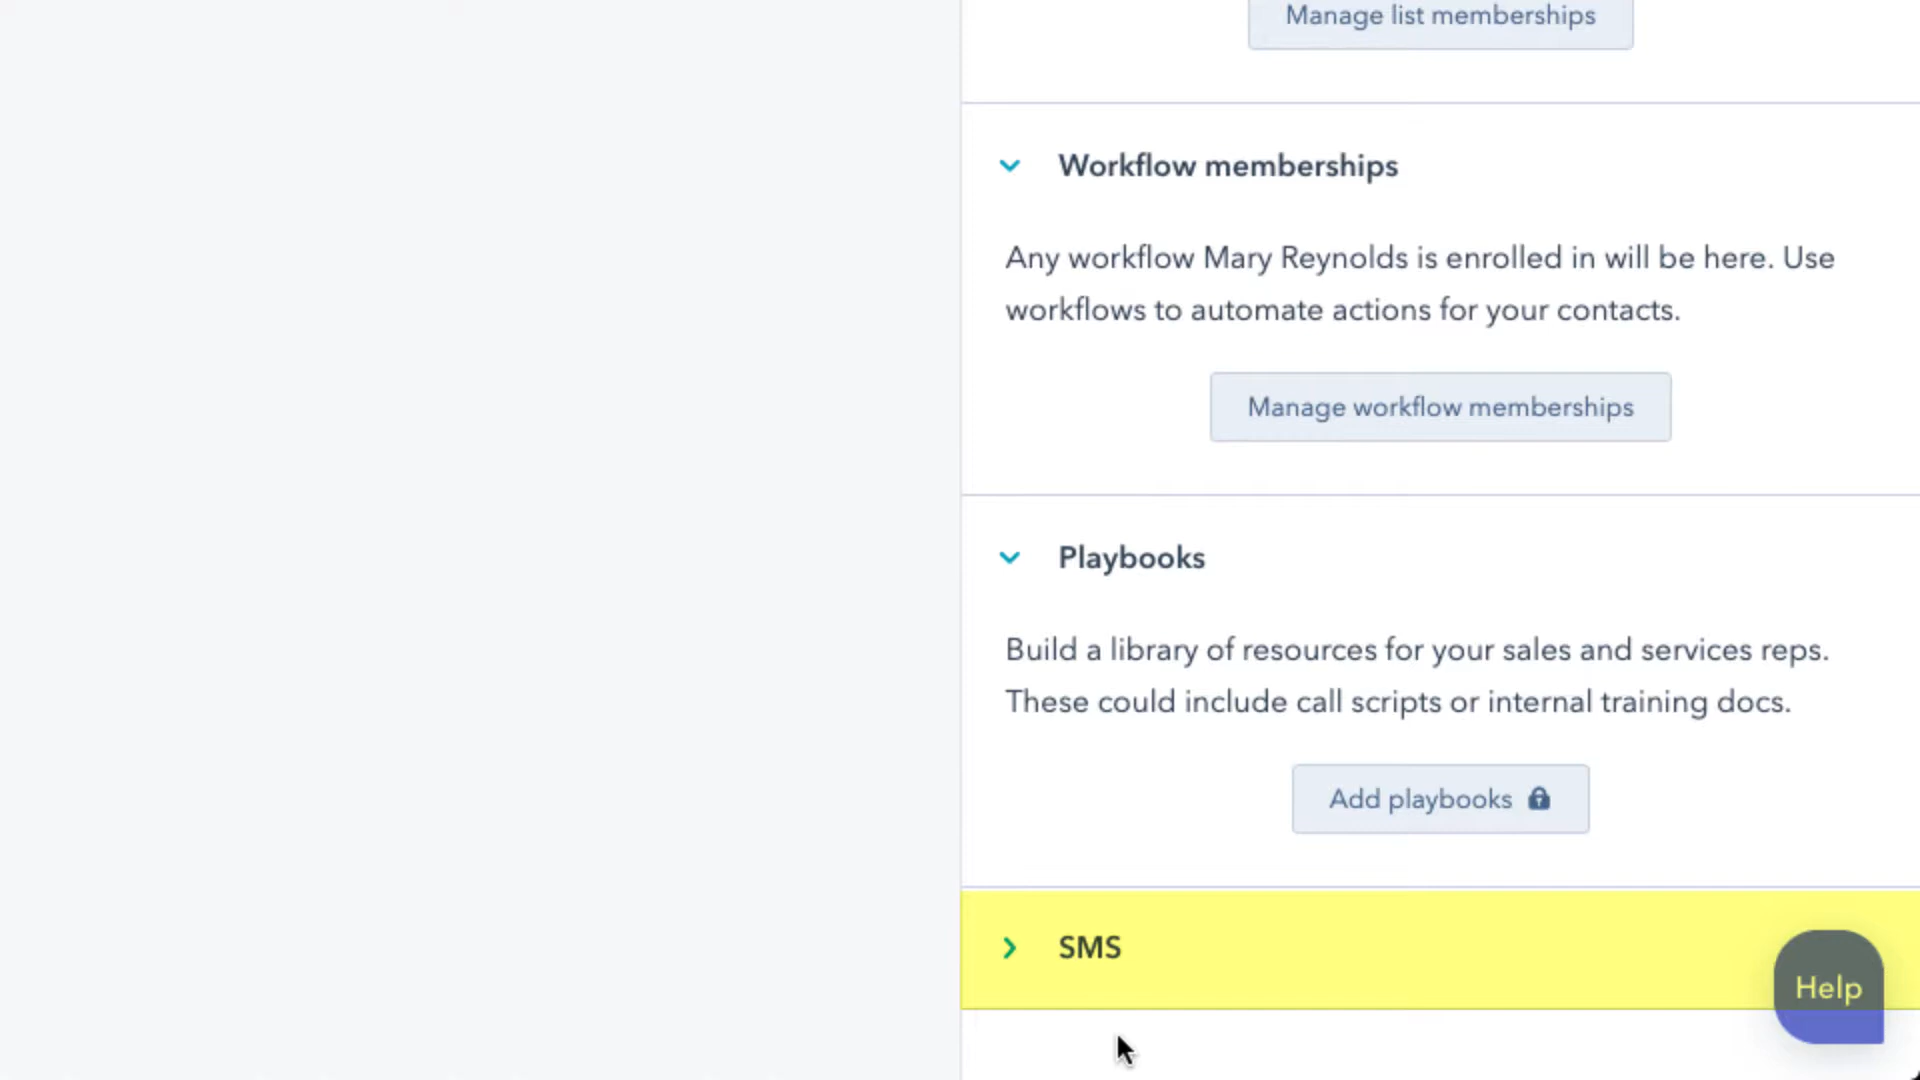 Manage list memberships
Workflow memberships
Any workflow Mary Reynolds is enrolled in will be here. Use
workflows to automate actions for your contacts.
Manage workflow memberships
Playbooks
Build a library of resources for your sales and services reps.
These could include call scripts or internal training docs.
Add playbooks
SMS
Help